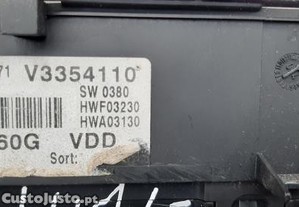 71 V3354110
SW 0380
HWF03230
HWA03130
60G VDD
Sort:
CustoJusto.pt